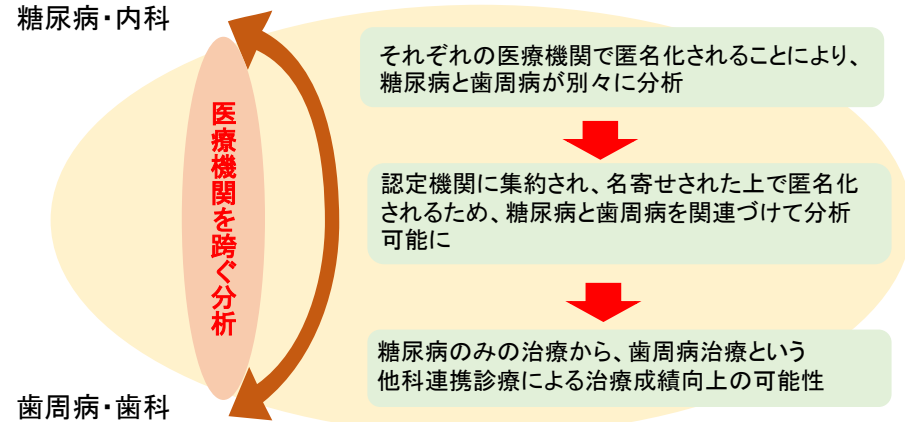 糖尿病・内科
それぞれの医療機関で匿名化されることにより、
糖尿病と歯周病が別々に分析
医療機関を跨ぐ分析
認定機関に集約され、名寄せされた上で匿名化
されるため、糖尿病と歯周病を関連づけて分析
可能に
糖尿病のみの治療から、歯周病治療という
他科連携診療による治療成績向上の可能性
歯周病・歯科